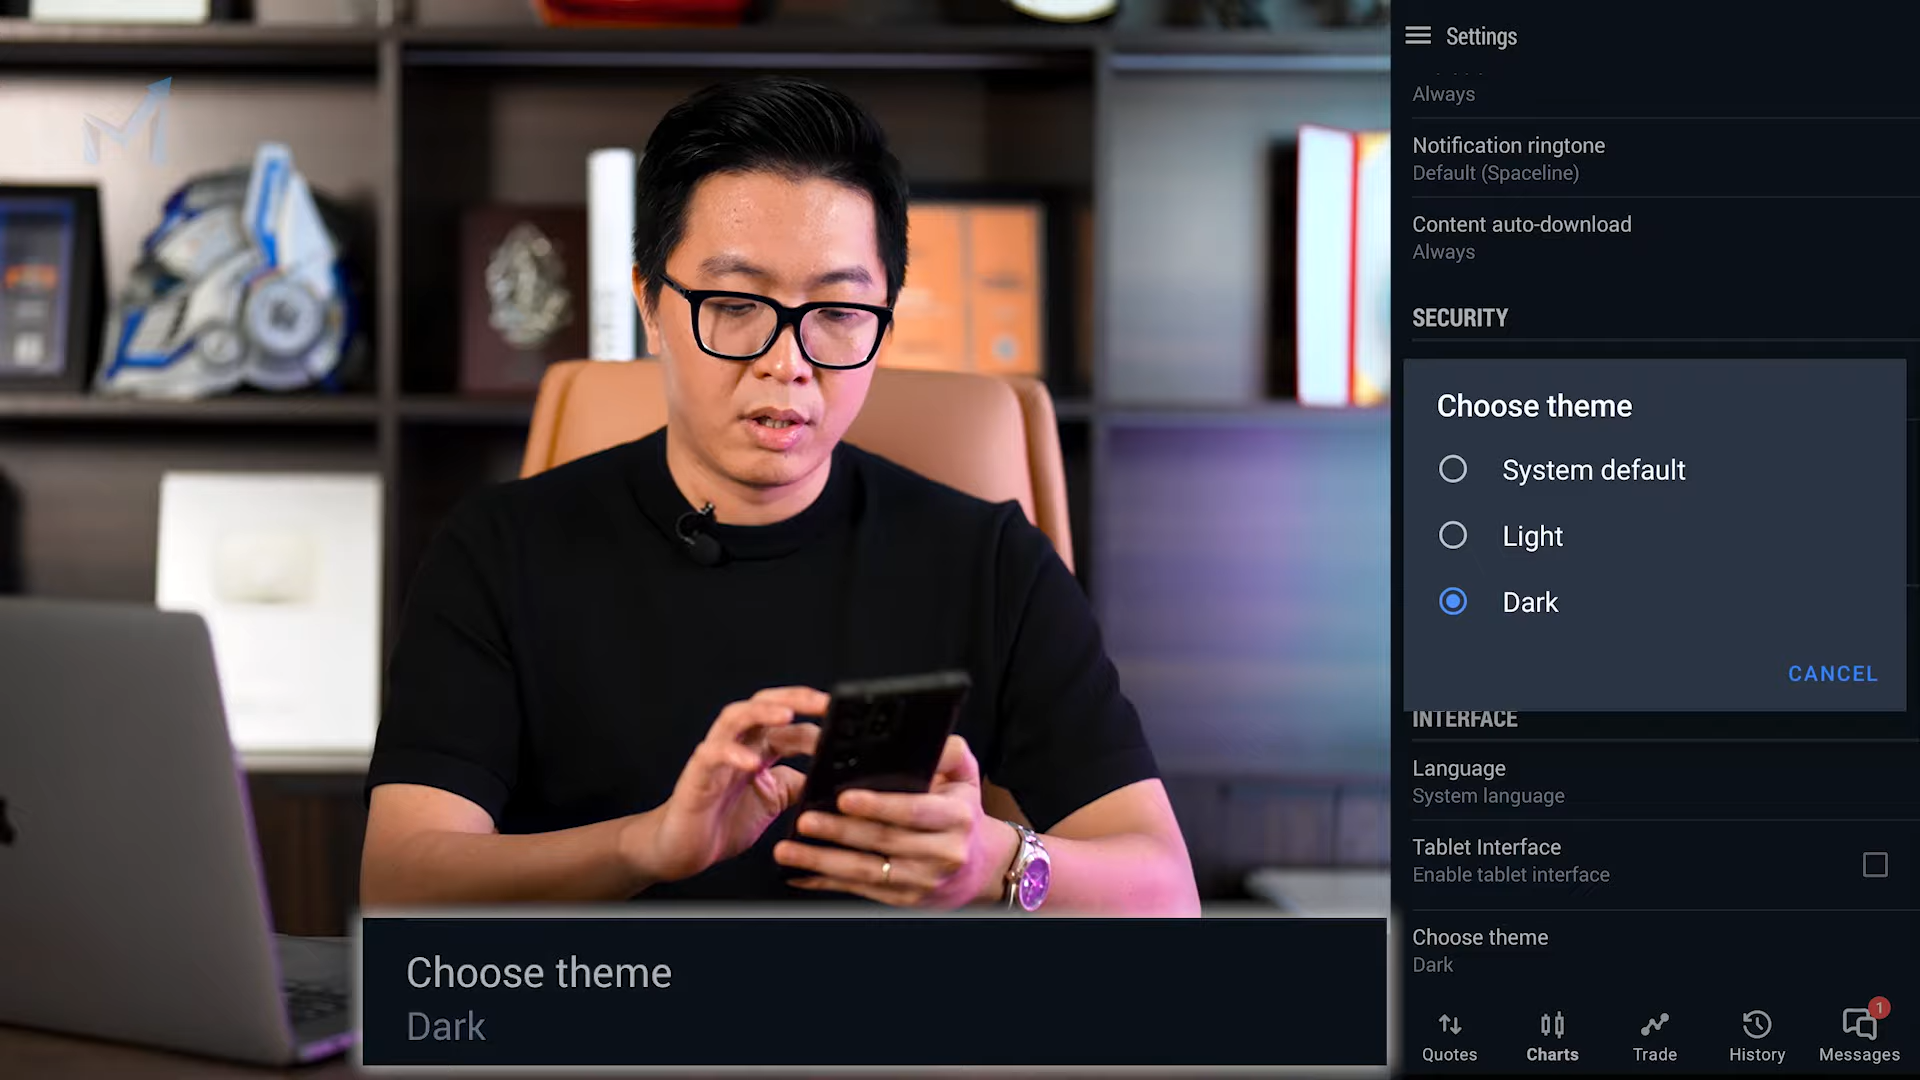 Settings
Always
Notification ringtone
Default (Spaceline)
Content auto-download
Always
SECURITY
Choose theme
System default
Light
Dark
CANCEL
INTERFACE
Language
System language
Tablet Interface
Enable tablet interface
Choose theme
Dark
Quotes
Charts
Trade
History
1
Messages
Choose theme
Dark